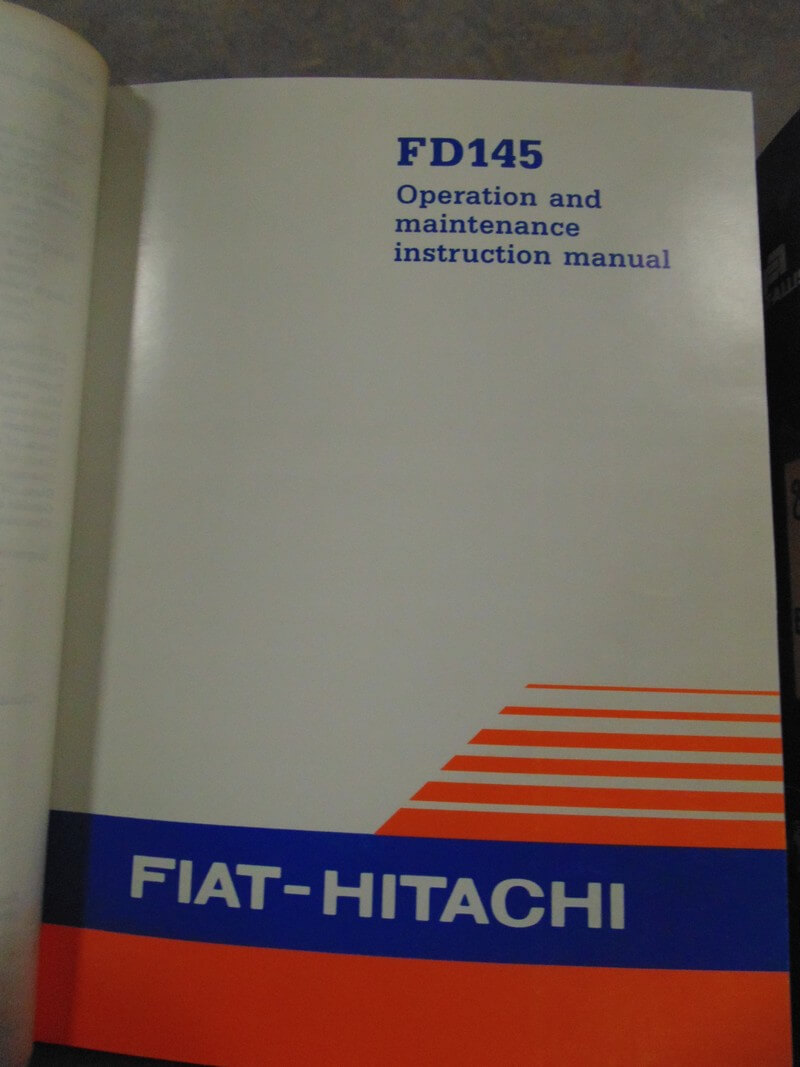 FD145
Operation and
maintenance
instruction manual
FIAT-HITACHI